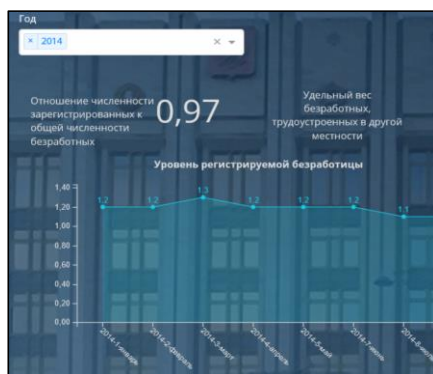 Год
× 2014
Отношение численности
зарегистрированных к
общей численности
безработных
0,97
Удельный вес
безработных,
трудоустроенных в другой
местности
Уровень регистрируемой безработицы
1,40
1,20
1,00
0,80
0,60
0,40
0,20
0,00
1.2
1.2
1.3
1.2
1.2
1.2
1.1
2014-1-январь
2014-2-февраль
2014-3-март
2014-4-апрель
2014-5-май